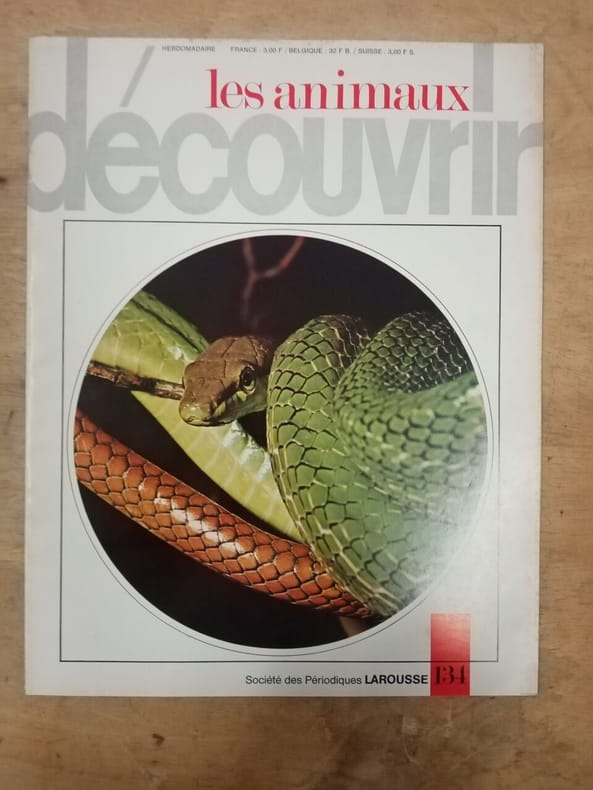 HEBDOMADAIRE FRANCE : 3,00 F / BELGIQUE : 32 F B. / SUISSE : 3,00 F S.
les animaux
découvrir
Société des Périodiques LAROUSSE 134